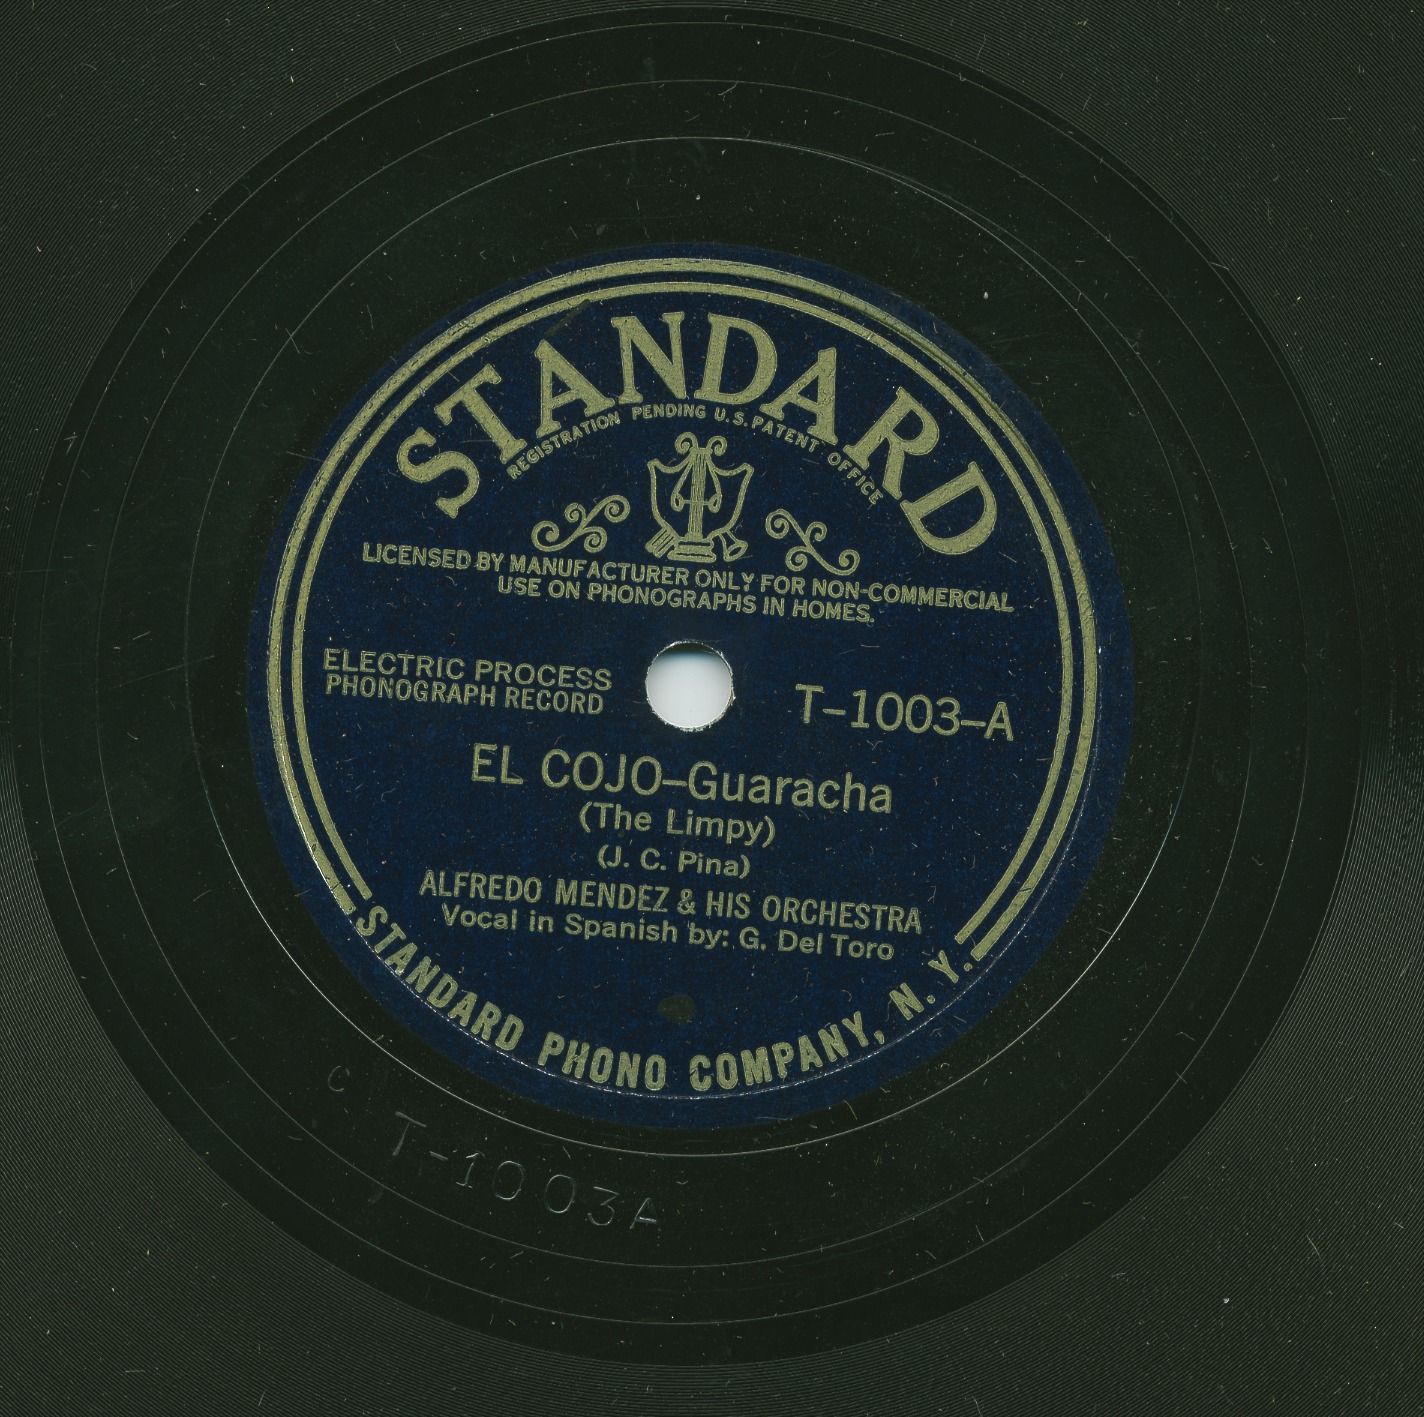 STANDARD
REGISTRATION PENDING U.S. PATENT OFFICE
LICENSED BY MANUFACTURER ONLY FOR NON-COMMERCIAL
USE ON PHONOGRAPHS IN HOMES.
ELECTRIC PROCESS
PHONOGRAPH RECORD
T-1003-A
EL COJO-Guaracha
(The Limpy)
(J. C. Pina)
ALFREDO MENDEZ & HIS ORCHESTRA
Vocal in Spanish by: G. Del Toro
STANDARD PHONO COMPANY, N. Y.
C T-1003A